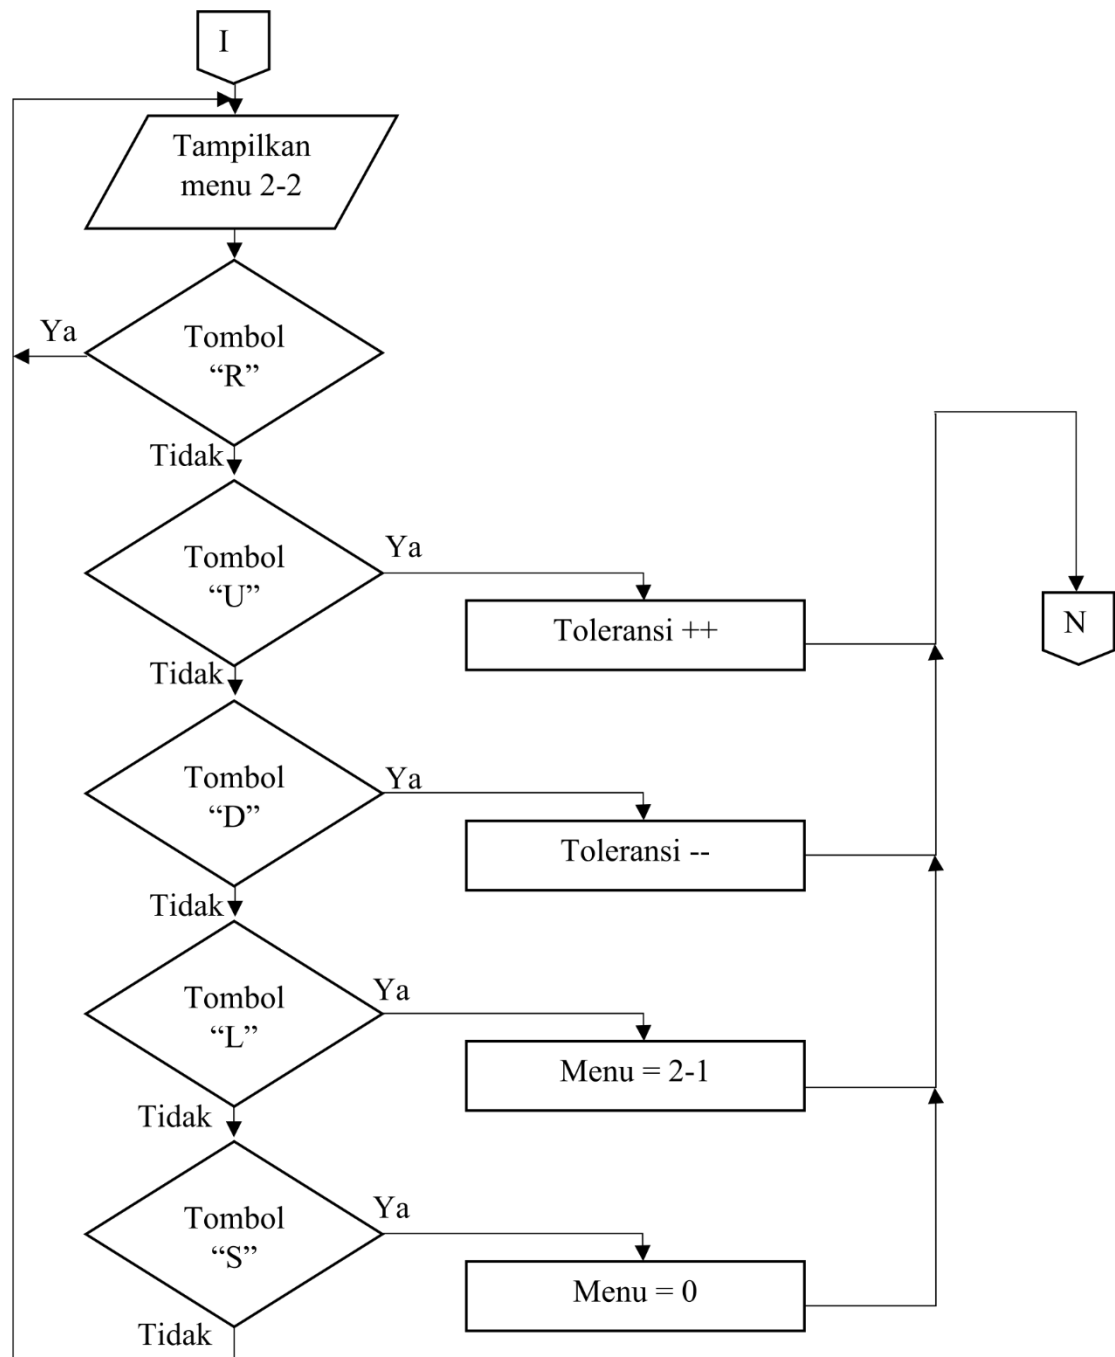 I
Tampilkan
menu 2-2
Ya
Tombol
“R”
Tidak
Tombol
“U”
Ya
Toleransi ++
N
Tidak
Tombol
“D”
Ya
Toleransi --
Tidak
Tombol
“L”
Ya
Menu = 2-1
Tidak
Tombol
“S”
Ya
Menu = 0
Tidak